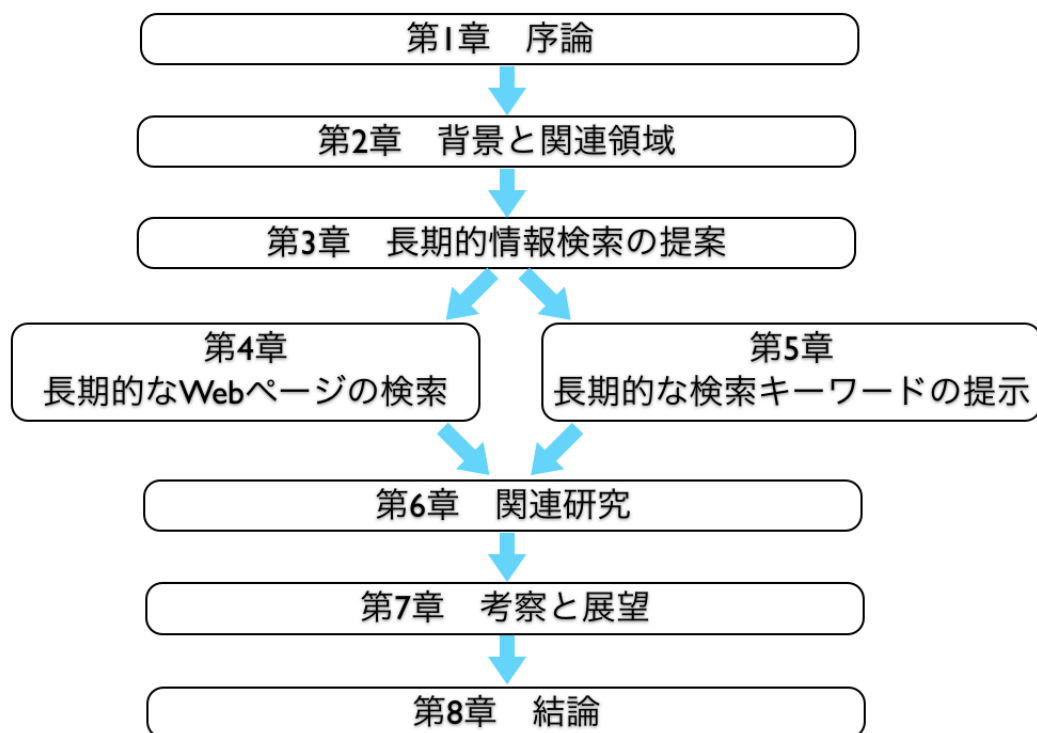 第1章　序論
第2章　背景と関連領域
第3章　長期的情報検索の提案
第4章
長期的なWebページの検索
第5章
長期的な検索キーワードの提示
第6章　関連研究
第7章　考察と展望
第8章　結論